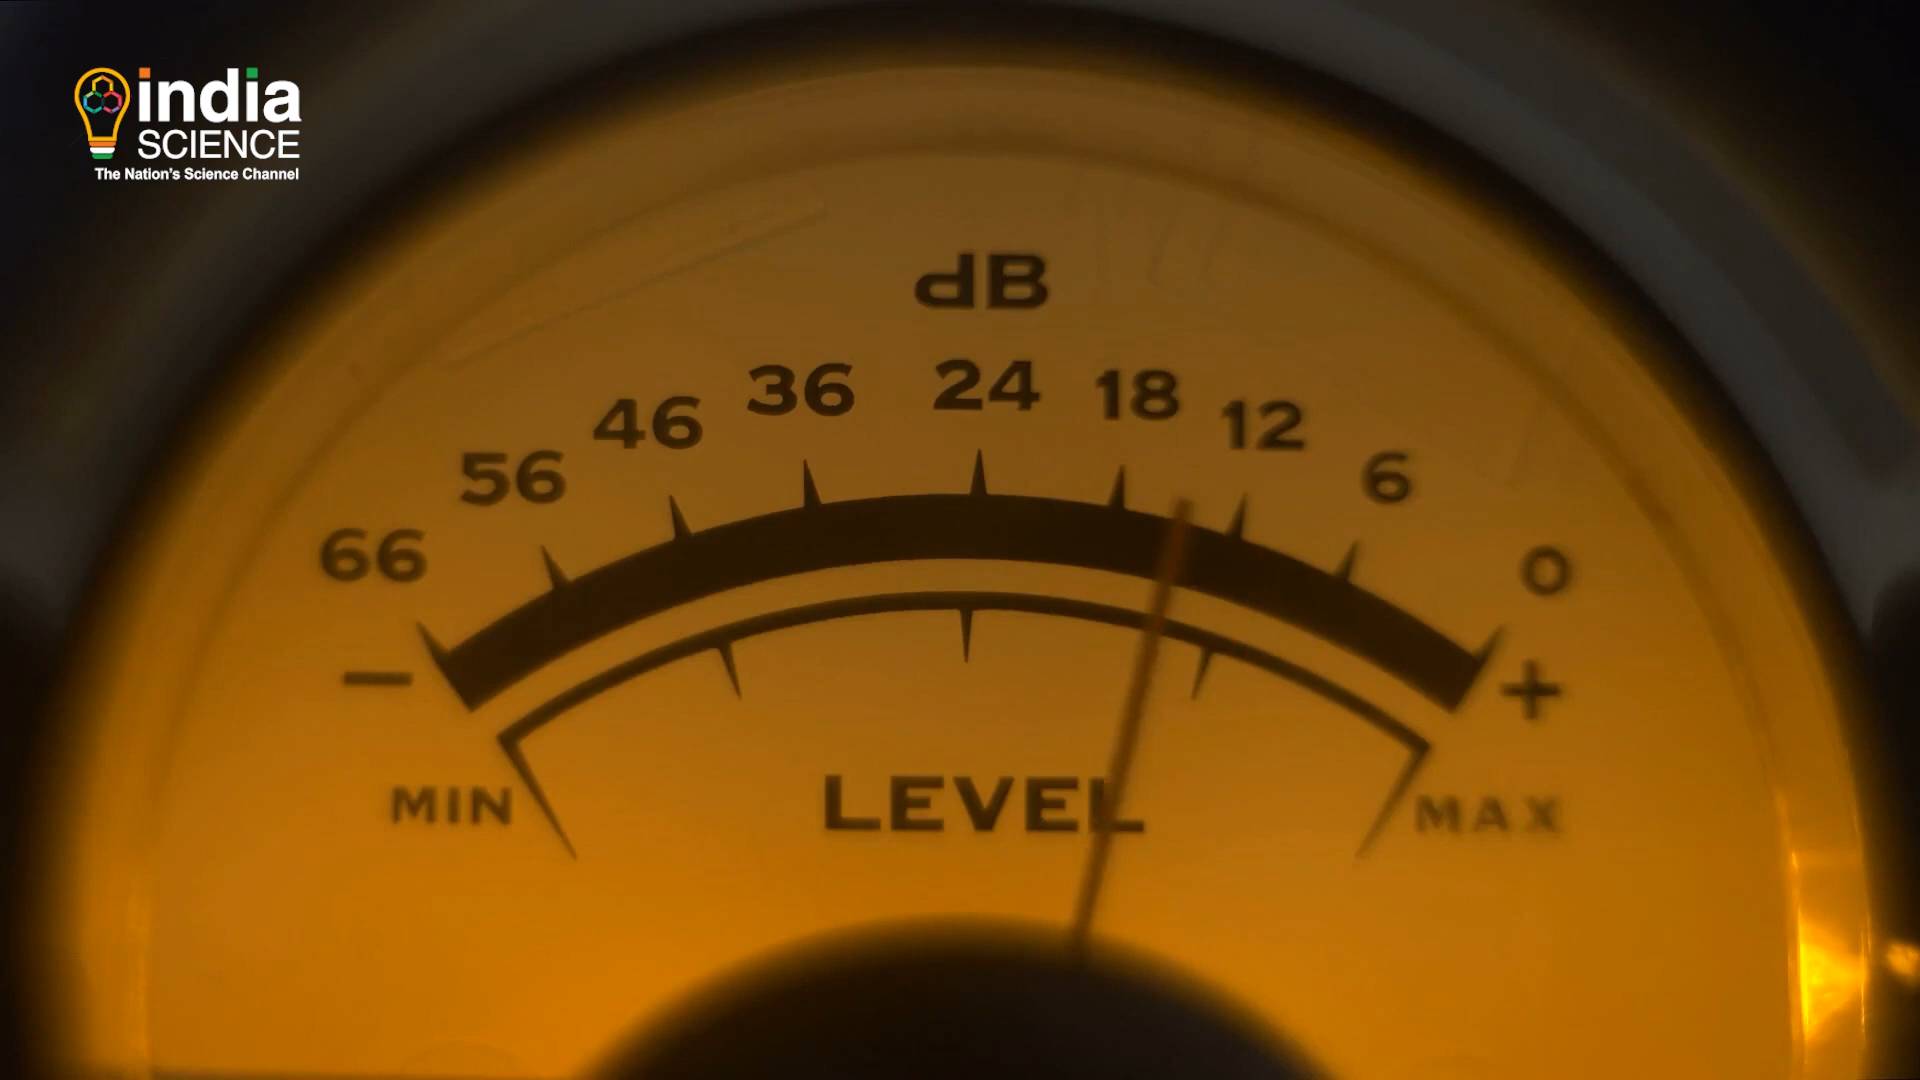 india
SCIENCE
The Nation's Science Channel
dB
66 56 46 36 24 18 12 6 0
− +
MIN LEVEL MAX